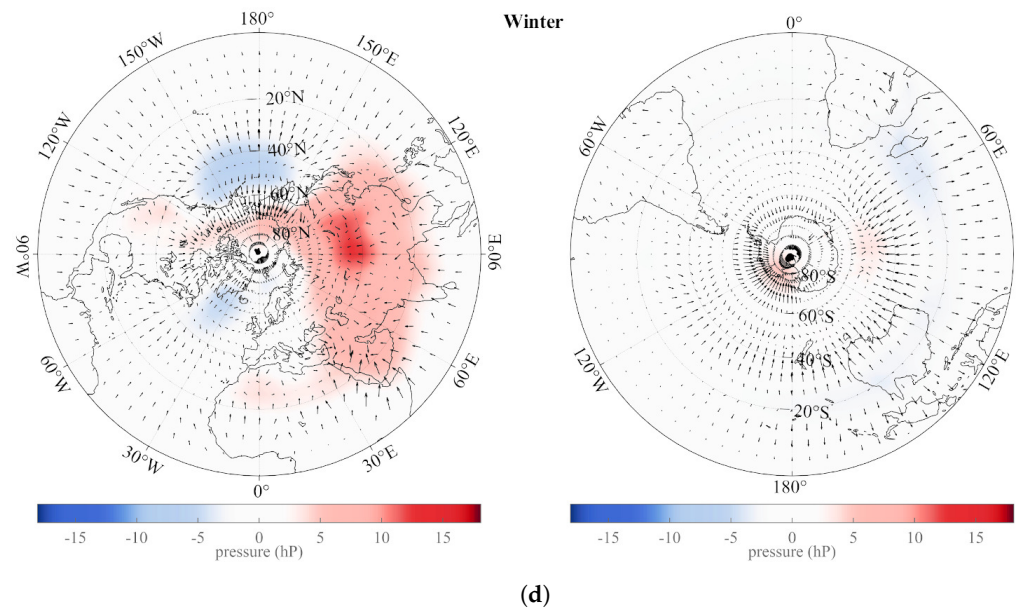 Winter
180°
150°W
150°E
120°W
120°E
90°W
90°E
60°W
60°E
30°W
30°E
0°
20°N
40°N
60°N
80°N
-15 -10 -5 0 5 10 15
pressure (hP)
0°
60°W
60°E
120°W
120°E
180°
80°S
60°S
40°S
20°S
-15 -10 -5 0 5 10 15
pressure (hP)
(d)